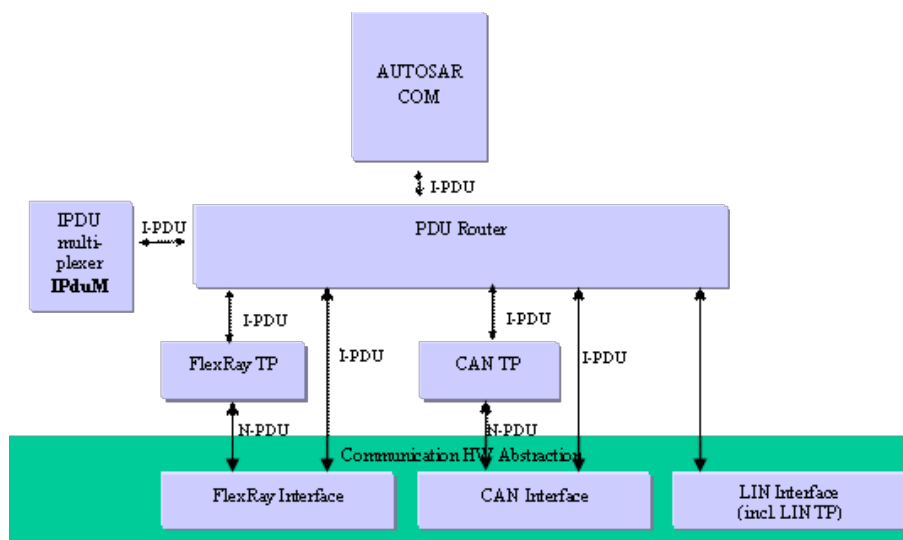 AUTOSAR
COM
I-PDU
IPDU
multi-
plexer
IPduM
I-PDU
PDU Router
I-PDU
I-PDU
I-PDU
I-PDU
FlexRay TP
CAN TP
N-PDU
N-PDU
Communication HW Abstraction
FlexRay Interface
CAN Interface
LIN Interface
(incl. LIN TP)